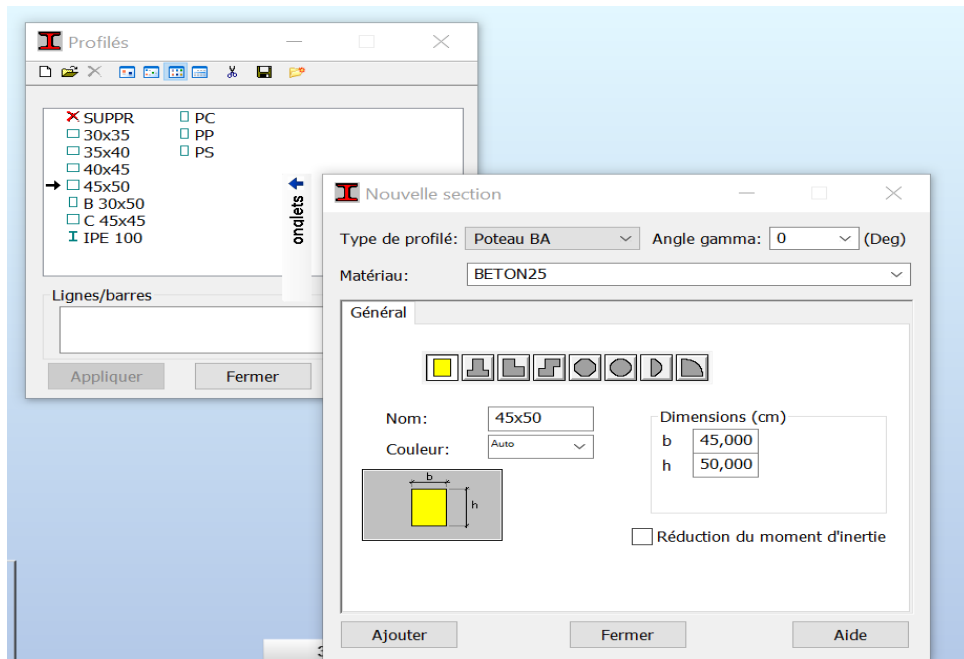 Profilés
SUPPR
30x35
35x40
40x45
45x50
B 30x50
C 45x45
IPE 100
PC
PP
PS
onglets
Lignes/barres
Appliquer
Fermer
Nouvelle section
Type de profilé: Poteau BA Angle gamma: 0 (Deg)
Matériau: BETON25
Général
Nom: 45x50
Couleur: Auto
b
h
Dimensions (cm)
b 45,000
h 50,000
Réduction du moment d'inertie
Ajouter
Fermer
Aide